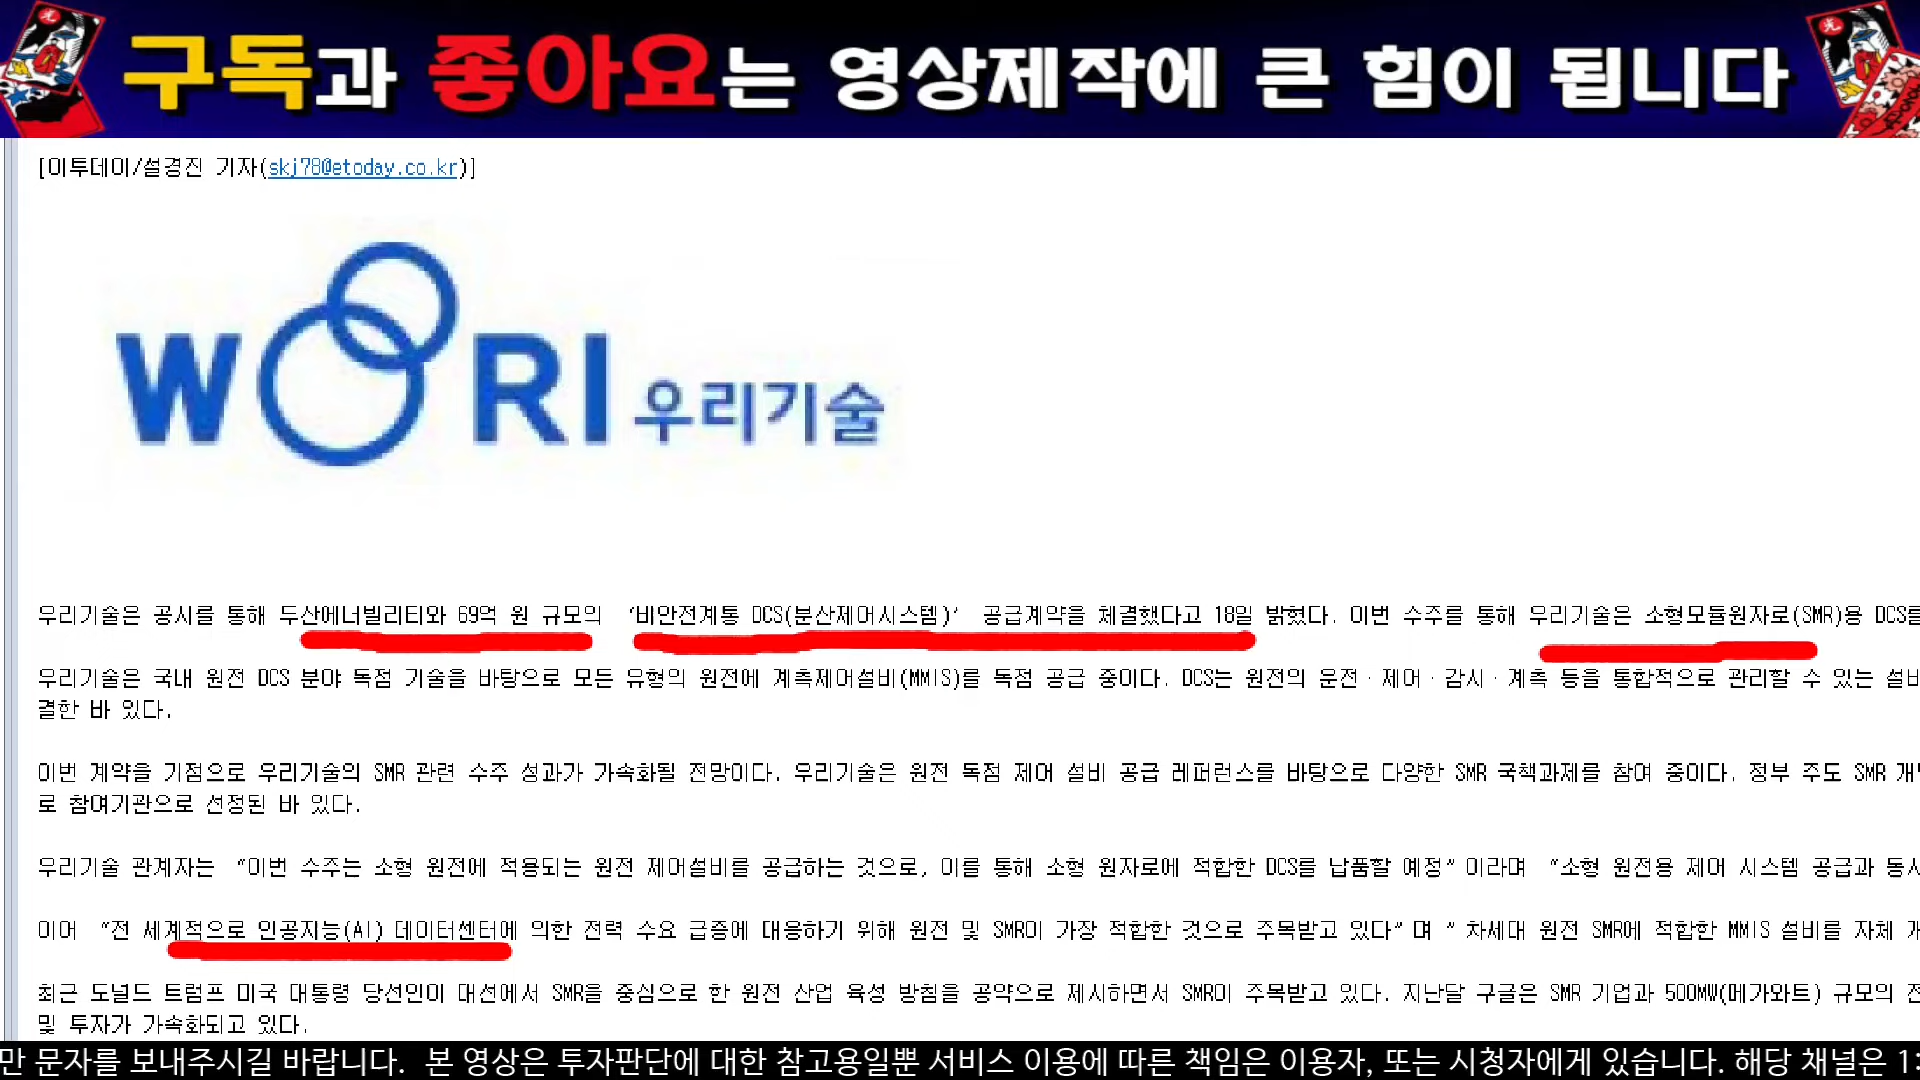 구독과 좋아요는 영상제작에 큰 힘이 됩니다
[이투데이/설경진 기자(skj78@etoday.co.kr)]
WOORI 우리기술
우리기술은 공시를 통해 두산에너빌리티와 69억 원 규모의 ‘비안전계통 DCS(분산제어시스템)’ 공급계약을 체결했다고 18일 밝혔다. 이번 수주를 통해 우리기술은 소형모듈원자로(SMR)용 DCS를
우리기술은 국내 원전 DCS 분야 독점 기술을 바탕으로 모든 유형의 원전에 계측제어설비(MMIS)를 독점 공급 중이다. DCS는 원전의 운전·제어·감시·계측 등을 통합적으로 관리할 수 있는 설비
결한 바 있다.
이번 계약을 기점으로 우리기술의 SMR 관련 수주 성과가 가속화될 전망이다. 우리기술은 원전 독점 제어 설비 공급 레퍼런스를 바탕으로 다양한 SMR 국책과제를 참여 중이다. 정부 주도 SMR
로 참여기관으로 선정된 바 있다.
우리기술 관계자는 “이번 수주는 소형 원전에 적용되는 원전 제어설비를 공급하는 것으로, 이를 통해 소형 원자로에 적합한 DCS를 납품할 예정”이라며 “소형 원전용 제어 시스템 공급과
이어 “전 세계적으로 인공지능(AI) 데이터센터에 의한 전력 수요 급증에 대응하기 위해 원전 및 SMR이 가장 적합한 것으로 주목받고 있다”며 “ 차세대 원전 SMR에 적합한 MMIS 설비를 자체
최근 도널드 트럼프 미국 대통령 당선인이 대선에서 SMR을 중심으로 한 원전 산업 육성 방침을 공약으로 제시하면서 SMR이 주목받고 있다. 지난달 구글은 SMR 기업과 500MW(메가와트) 규모의
및 투자가 가속화되고 있다.
만 문자를 보내주시길 바랍니다. 본 영상은 투자판단에 대한 참고용일뿐 서비스 이용에 따른 책임은 이용자, 또는 시청자에게 있습니다. 해당 채널은 1: